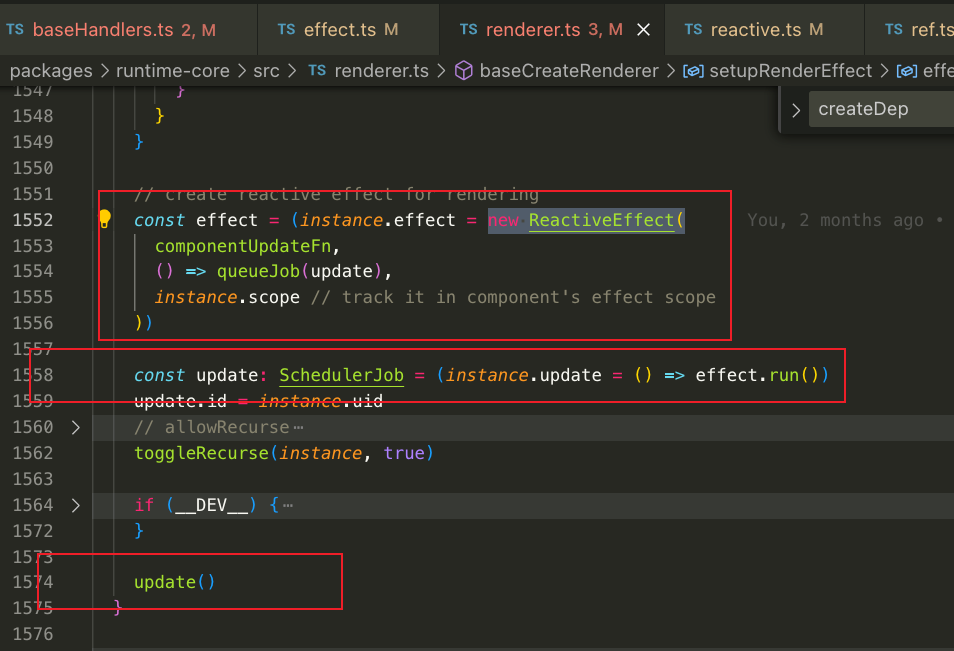 TS baseHandlers.ts 2, M TS effect.ts M TS renderer.ts 3, M TS reactive.ts M TS ref.ts
packages > runtime-core > src > TS renderer.ts > baseCreateRenderer > setupRenderEffect > effe
createDep
1547 }
1548 }
1549 }
1550
1551 // create reactive effect for rendering
1552 const effect = (instance.effect = new ReactiveEffect( You, 2 months ago •
1553 componentUpdateFn,
1554 () => queueJob(update),
1555 instance.scope // track it in component's effect scope
1556 ))
1557
1558 const update: SchedulerJob = (instance.update = () => effect.run())
1559 update.id = instance.uid
1560 // allowRecurse…
1562 toggleRecurse(instance, true)
1563
1564 if (__DEV__) {…
1572 }
1573
1574 update()
1575 }
1576